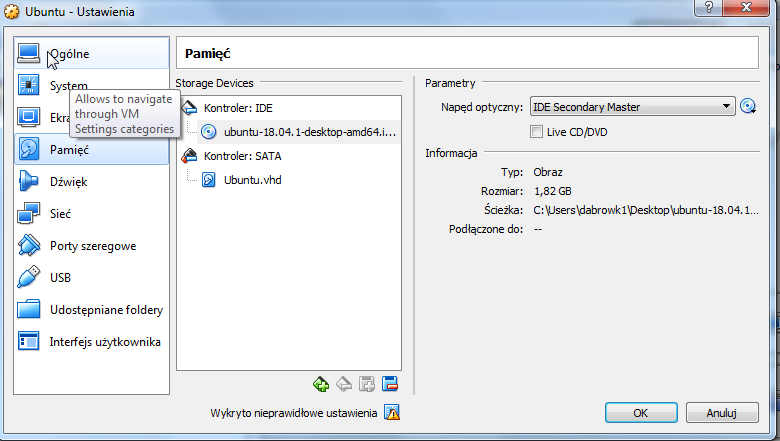 Ubuntu - Ustawienia
Ogólne
System
Ekra
Pamięć
Dźwięk
Sieć
Porty szeregowe
USB
Udostępniane foldery
Interfejs użytkownika
Allows to navigate
through VM
Settings categories
Pamięć
Storage Devices
Kontroler: IDE
ubuntu-18.04.1-desktop-amd64.i...
Kontroler: SATA
Ubuntu.vhd
Parametry
Napęd optyczny: IDE Secondary Master
Live CD/DVD
Informacja
Typ: Obraz
Rozmiar: 1,82 GB
Ścieżka: C:\Users\dabrowk1\Desktop\ubuntu-18.04.1...
Podłączone do: --
Wykryto nieprawidłowe ustawienia
OK
Anuluj